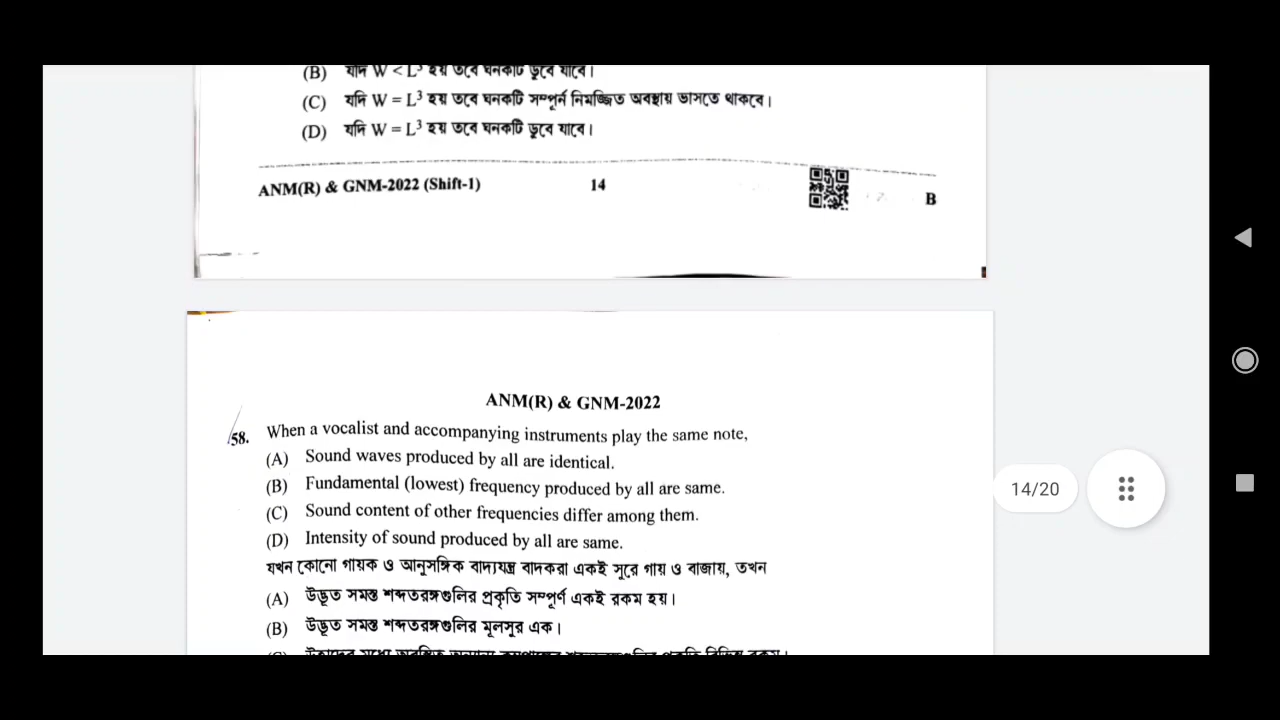 (B) যদি W < L³ হয় তবে ঘনকটি ডুবে যাবে।
(C) যদি W = L³ হয় তবে ঘনকটি সম্পূর্ন নিমজ্জিত অবস্থায় ভাসতে থাকবে।
(D) যদি W = L³ হয় তবে ঘনকটি ডুবে যাবে।
ANM(R) & GNM-2022 (Shift-1) 14 B
ANM(R) & GNM-2022
58. When a vocalist and accompanying instruments play the same note,
(A) Sound waves produced by all are identical.
(B) Fundamental (lowest) frequency produced by all are same.
(C) Sound content of other frequencies differ among them.
14/20
(D) Intensity of sound produced by all are same.
যখন কোনো গায়ক ও আনুসঙ্গিক বাদ্যযন্ত্র বাদকরা একই সুরে গায় ও বাজায়, তখন
(A) উদ্ভূত সমস্ত শব্দতরঙ্গগুলির প্রকৃতি সম্পূর্ণ একই রকম হয়।
(B) উদ্ভূত সমস্ত শব্দতরঙ্গগুলির মূলসুর এক।